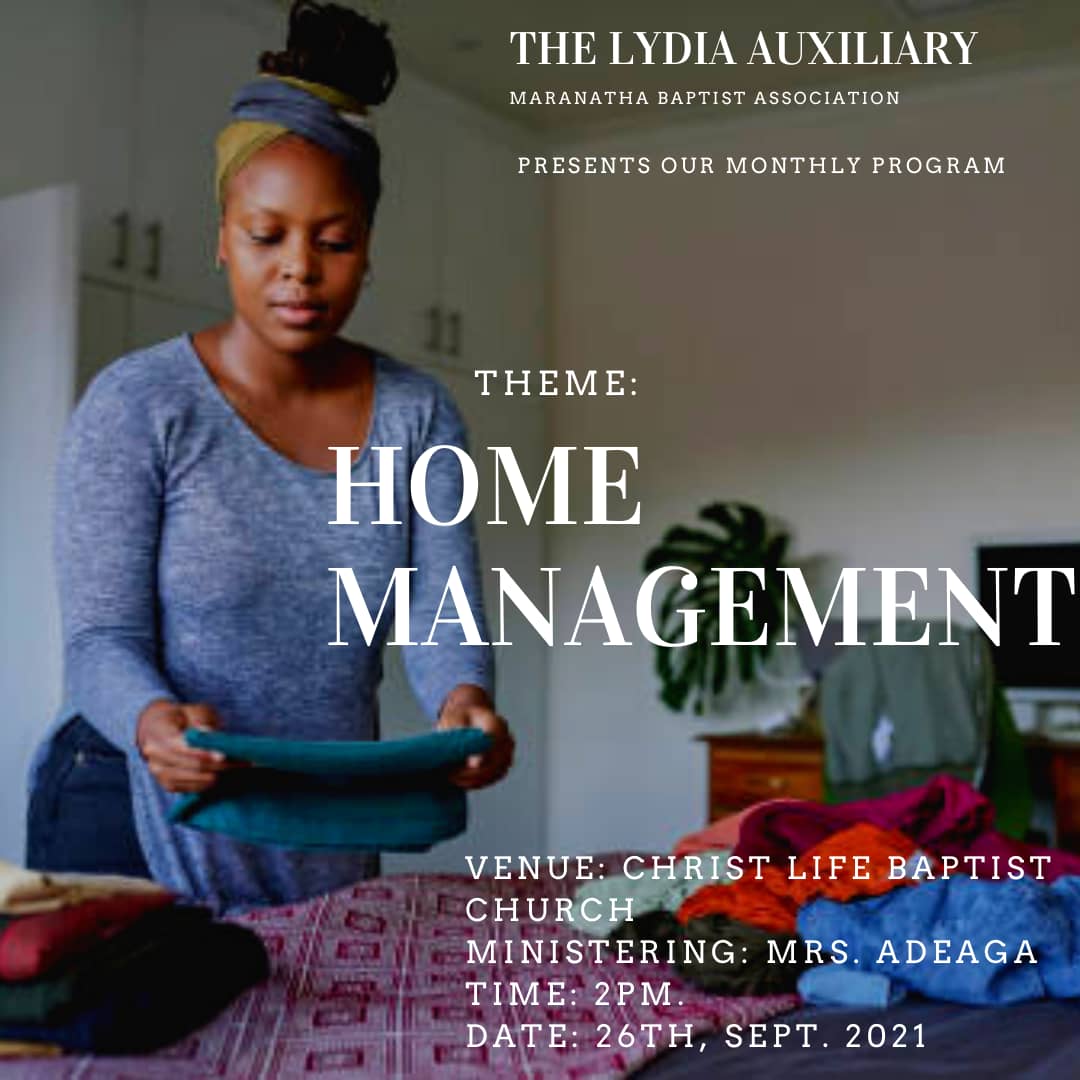 THE LYDIA AUXILIARY
MARANATHA BAPTIST ASSOCIATION
PRESENTS OUR MONTHLY PROGRAM
THEME:
HOME
MANAGEMENT
VENUE: CHRIST LIFE BAPTIST
CHURCH
MINISTERING: MRS. ADEAGA
TIME: 2PM.
DATE: 26TH, SEPT. 2021